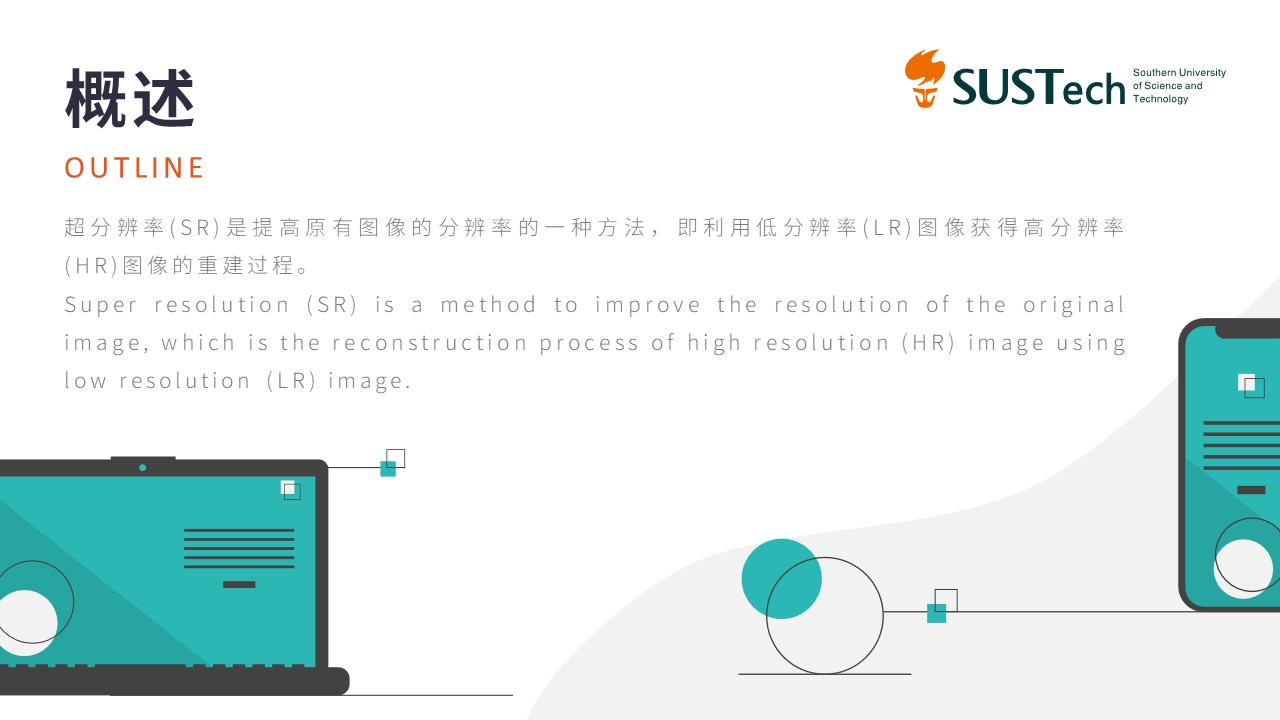 概述
OUTLINE
SUSTech
Southern University
of Science and
Technology
超分辨率(SR)是提高原有图像的分辨率的一种方法，即利用低分辨率(LR)图像获得高分辨率
(HR)图像的重建过程。
Super resolution (SR) is a method to improve the resolution of the original
image, which is the reconstruction process of high resolution (HR) image using
low resolution (LR) image.